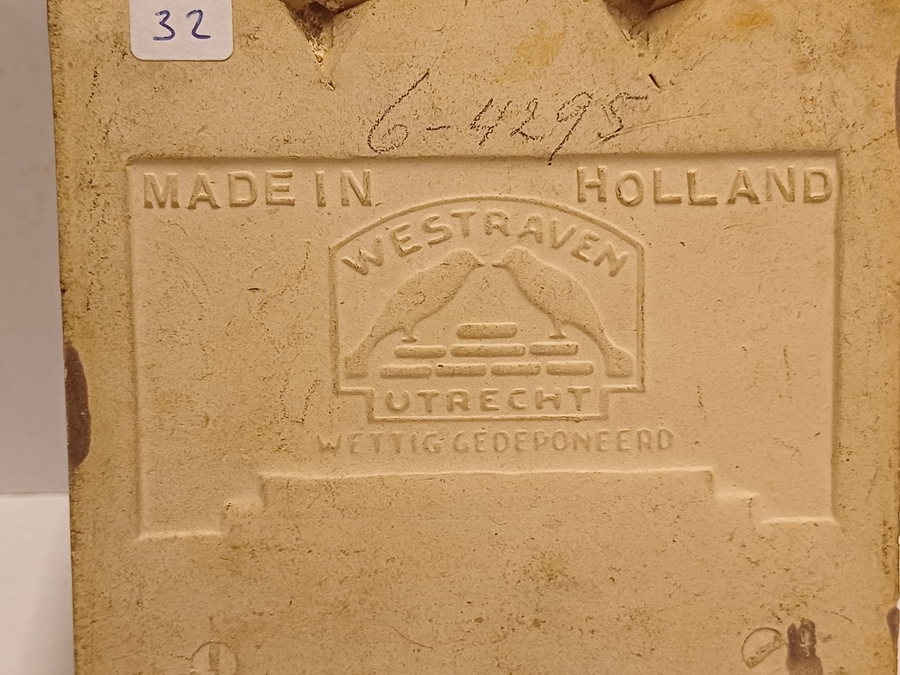 32
6-4295
MADE IN HOLLAND
WESTRAVEN
UTRECHT
WETTIG GEDEPONEERD